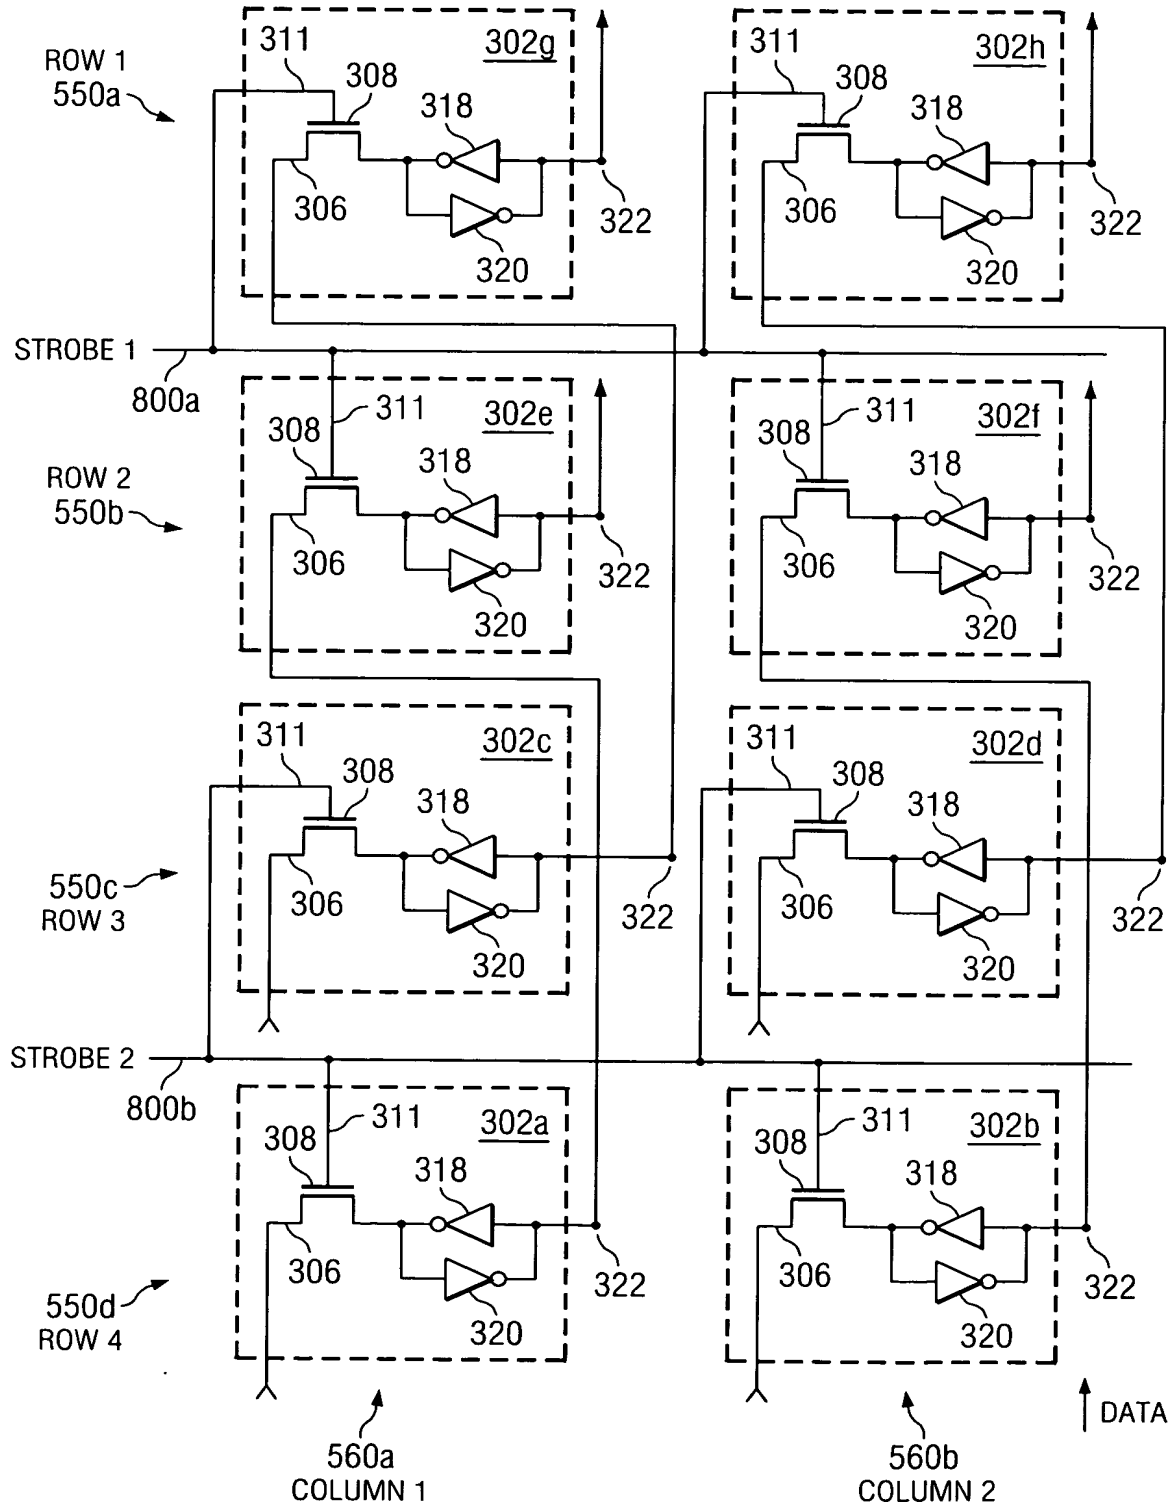 ROW 1
550a
311
308
318
302g
306
320
322
311
308
318
302h
306
320
322
STROBE 1
800a
ROW 2
550b
308
311
318
302e
306
320
322
308
311
318
302f
306
320
322
550c
ROW 3
311
308
318
302c
306
320
322
311
308
318
302d
306
320
322
STROBE 2
800b
550d
ROW 4
308
311
318
302a
306
320
322
308
311
318
302b
306
320
322
560a
COLUMN 1
560b
COLUMN 2
DATA